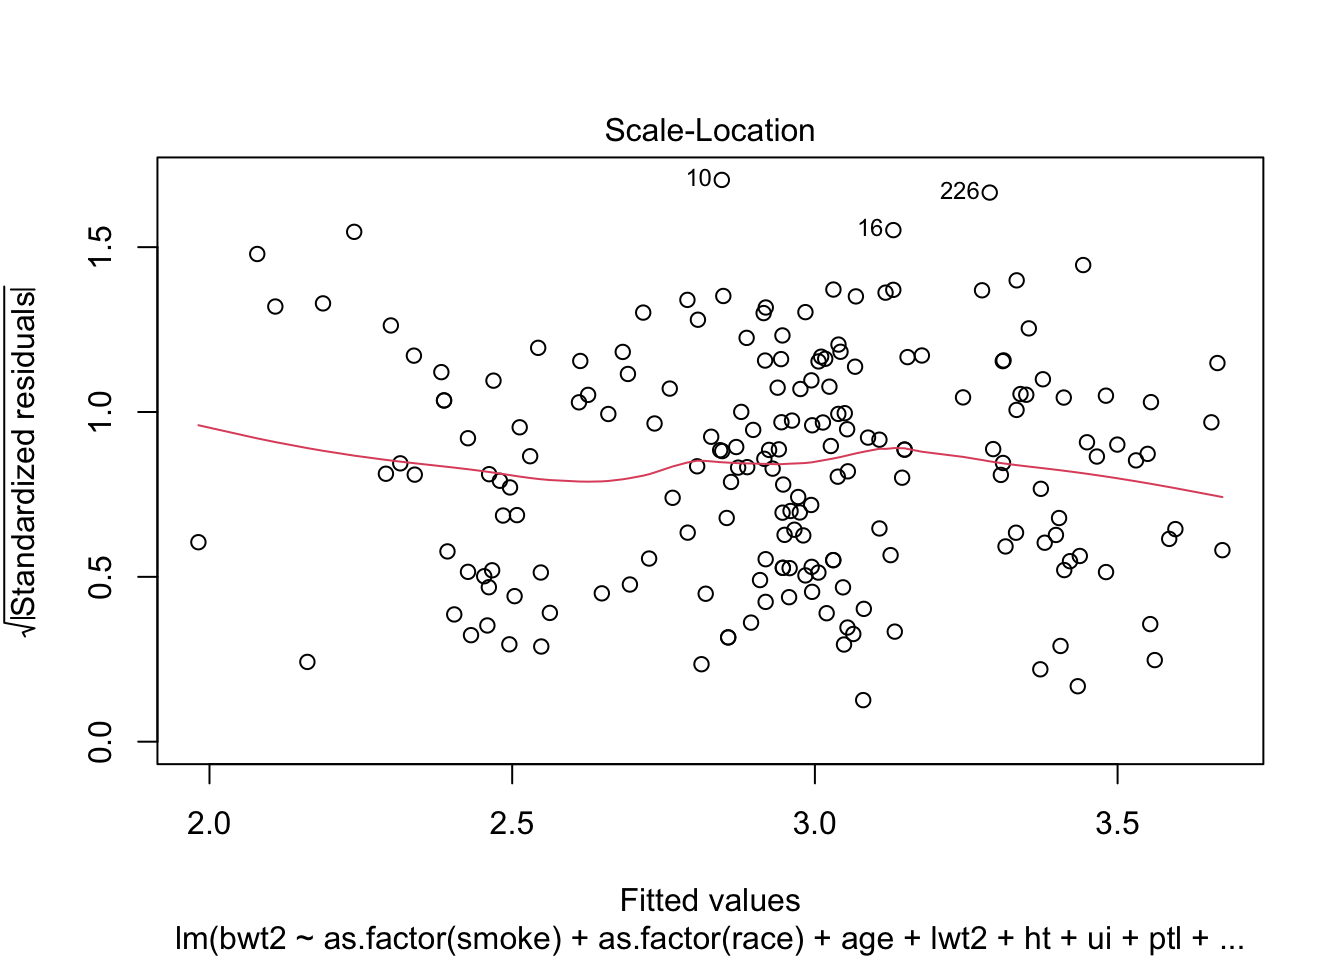 Scale-Location
10
226
16
√|Standardized residuals|
1.5
1.0
0.5
0.0
2.0 2.5 3.0 3.5
Fitted values
lm(bwt2 ~ as.factor(smoke) + as.factor(race) + age + lwt2 + ht + ui + ptl + ...